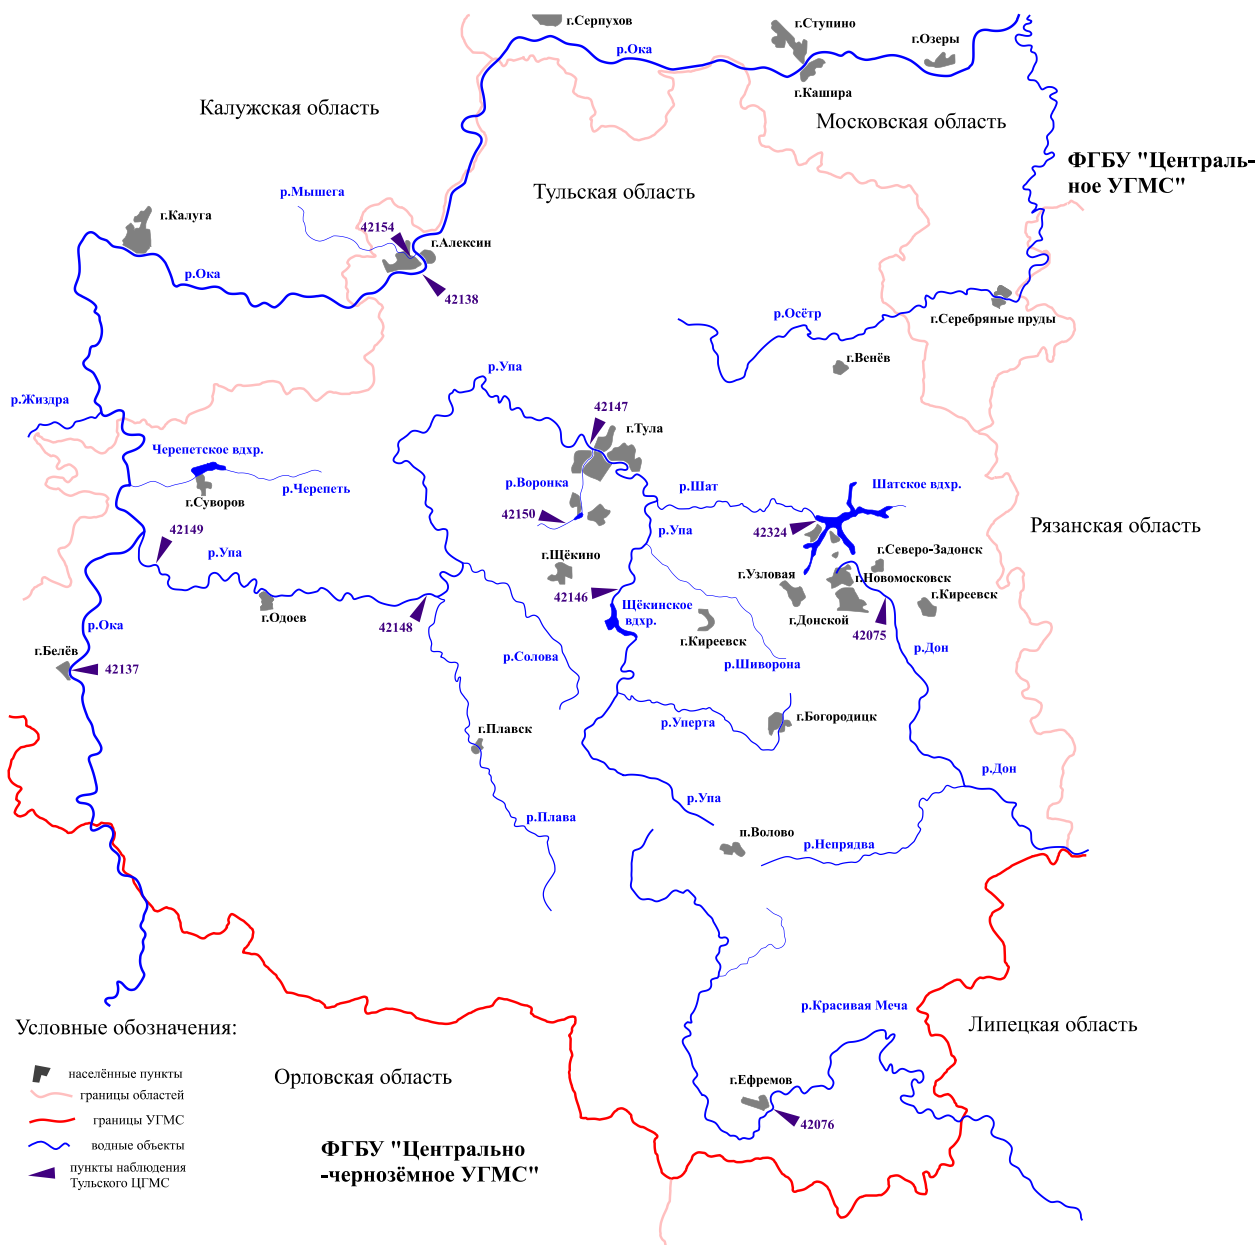 г.Серпухов
г.Ступино
г.Озеры
р.Ока
г.Кашира
Калужская область
Московская область
ФГБУ "Централь-
ное УГМС"
Тульская область
р.Мышега
г.Калуга
42154
г.Алексин
р.Ока
42138
р.Осётр
г.Серебряные пруды
г.Венёв
р.Упа
р.Жиздра
42147
г.Тула
Черепетское вдхр.
р.Черепеть
г.Суворов
р.Воронка
р.Шат
Шатское вдхр.
42150
42149
р.Упа
42324
Рязанская область
р.Упа
г.Щёкино
г.Северо-Задонск
г.Узловая
г.Новомосковск
42146
Щёкинское
вдхр.
г.Киреевск
г.Одоев
42148
г.Донской
42075
р.Ока
г.Киреевск
р.Дон
г.Белёв
42137
р.Солова
р.Шиворона
р.Уперта
г.Богородицк
г.Плавск
р.Дон
р.Упа
р.Плава
п.Волово
р.Непрядва
р.Красивая Меча
Липецкая область
Условные обозначения:
населённые пункты
границы областей
границы УГМС
водные объекты
пункты наблюдения
Тульского ЦГМС
Орловская область
г.Ефремов
42076
ФГБУ "Центрально
-чернозёмное УГМС"